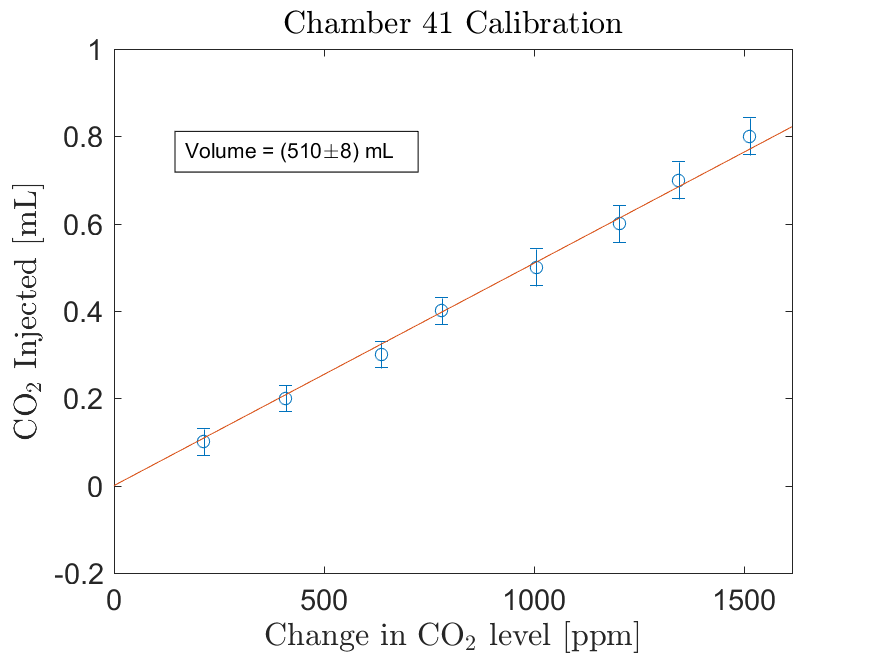 Chamber 41 Calibration
1
0.8
0.6
0.4
0.2
0
-0.2
CO₂ Injected [mL]
Volume = (510±8) mL
0 500 1000 1500
Change in CO₂ level [ppm]